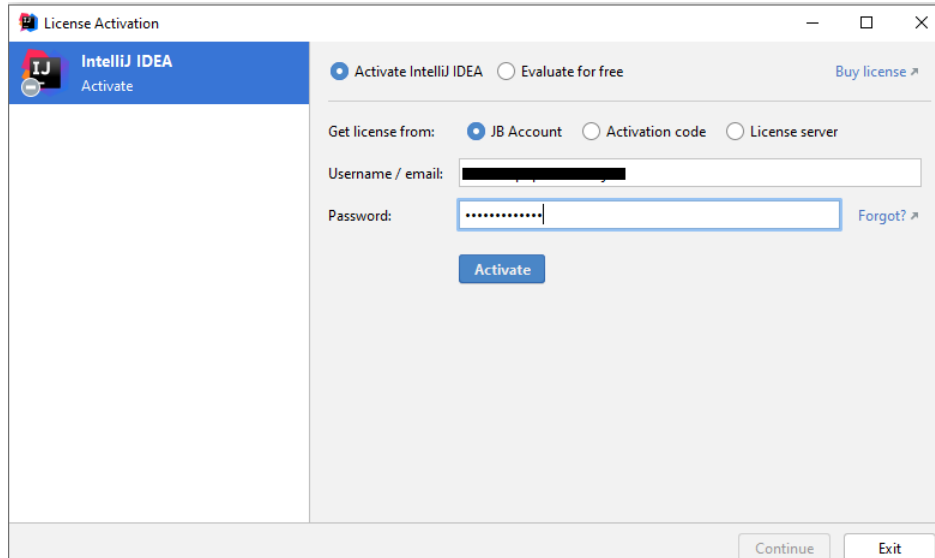 License Activation
IJ
IntelliJ IDEA
Activate
Activate IntelliJ IDEA Evaluate for free Buy license
Get license from: JB Account Activation code License server
Username / email:
Password: •••••••••••••
Forgot?
Activate
Continue Exit